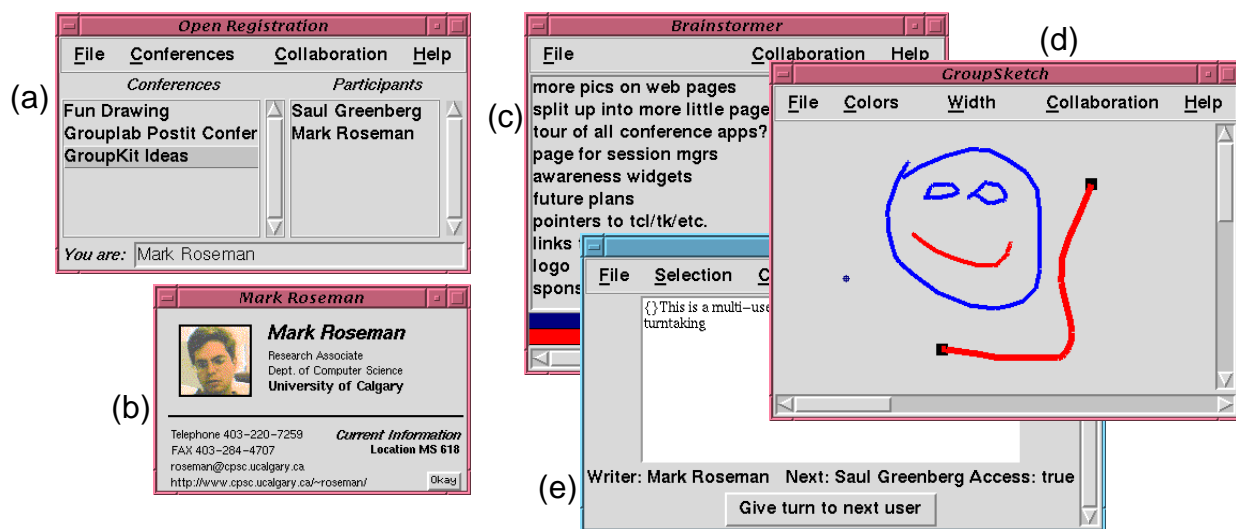 (a)
Open Registration
File Conferences Collaboration Help
Conferences Participants
Fun Drawing
Grouplab Postit Confer
GroupKit Ideas
Saul Greenberg
Mark Roseman
You are: Mark Roseman
(b)
Mark Roseman
Mark Roseman
Research Associate
Dept. of Computer Science
University of Calgary
Telephone 403-220-7259
FAX 403-284-4707
roseman@cpsc.ucalgary.ca
http://www.cpsc.ucalgary.ca/~roseman/
Current Information
Location MS 618
Okay
(c)
Brainstormer
File Collaboration Help
more pics on web pages
split up into more little page
tour of all conference apps?
page for session mgrs
awareness widgets
future plans
pointers to tcl/tk/etc.
links
logo
spons
(d)
GroupSketch
File Colors Width Collaboration Help
(e)
File Selection C
{}This is a multi-use
turntaking
Writer: Mark Roseman Next: Saul Greenberg Access: true
Give turn to next user